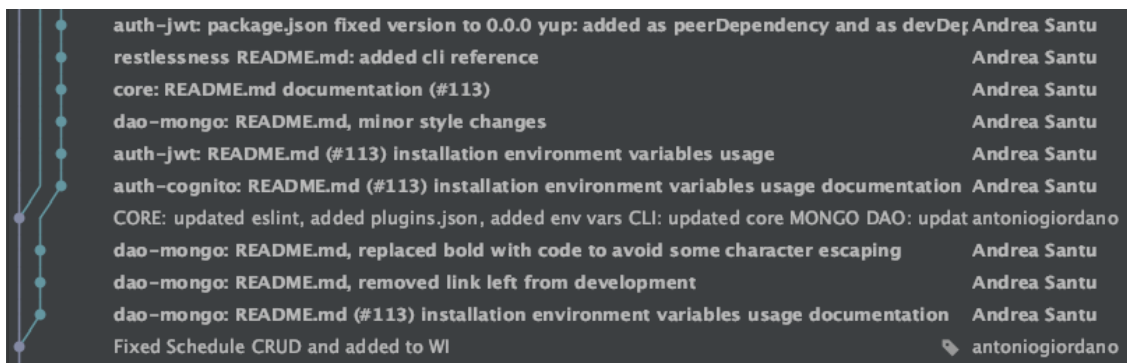 auth-jwt: package.json fixed version to 0.0.0 yup: added as peerDependency and as devDep Andrea Santu
restlessness README.md: added cli reference Andrea Santu
core: README.md documentation (#113) Andrea Santu
dao-mongo: README.md, minor style changes Andrea Santu
auth-jwt: README.md (#113) installation environment variables usage Andrea Santu
auth-cognito: README.md (#113) installation environment variables usage documentation Andrea Santu
CORE: updated eslint, added plugins.json, added env vars CLI: updated core MONGO DAO: updat antoniogiordano
dao-mongo: README.md, replaced bold with code to avoid some character escaping Andrea Santu
dao-mongo: README.md, removed link left from development Andrea Santu
dao-mongo: README.md (#113) installation environment variables usage documentation Andrea Santu
Fixed Schedule CRUD and added to WI antoniogiordano